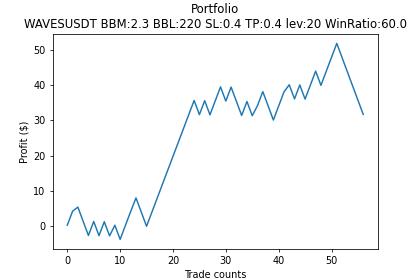 Portfolio
WAVESUSDT BBM:2.3 BBL:220 SL:0.4 TP:0.4 lev:20 WinRatio:60.0
50
40
30
20
10
0
Profit ($)
0 10 20 30 40 50
Trade counts